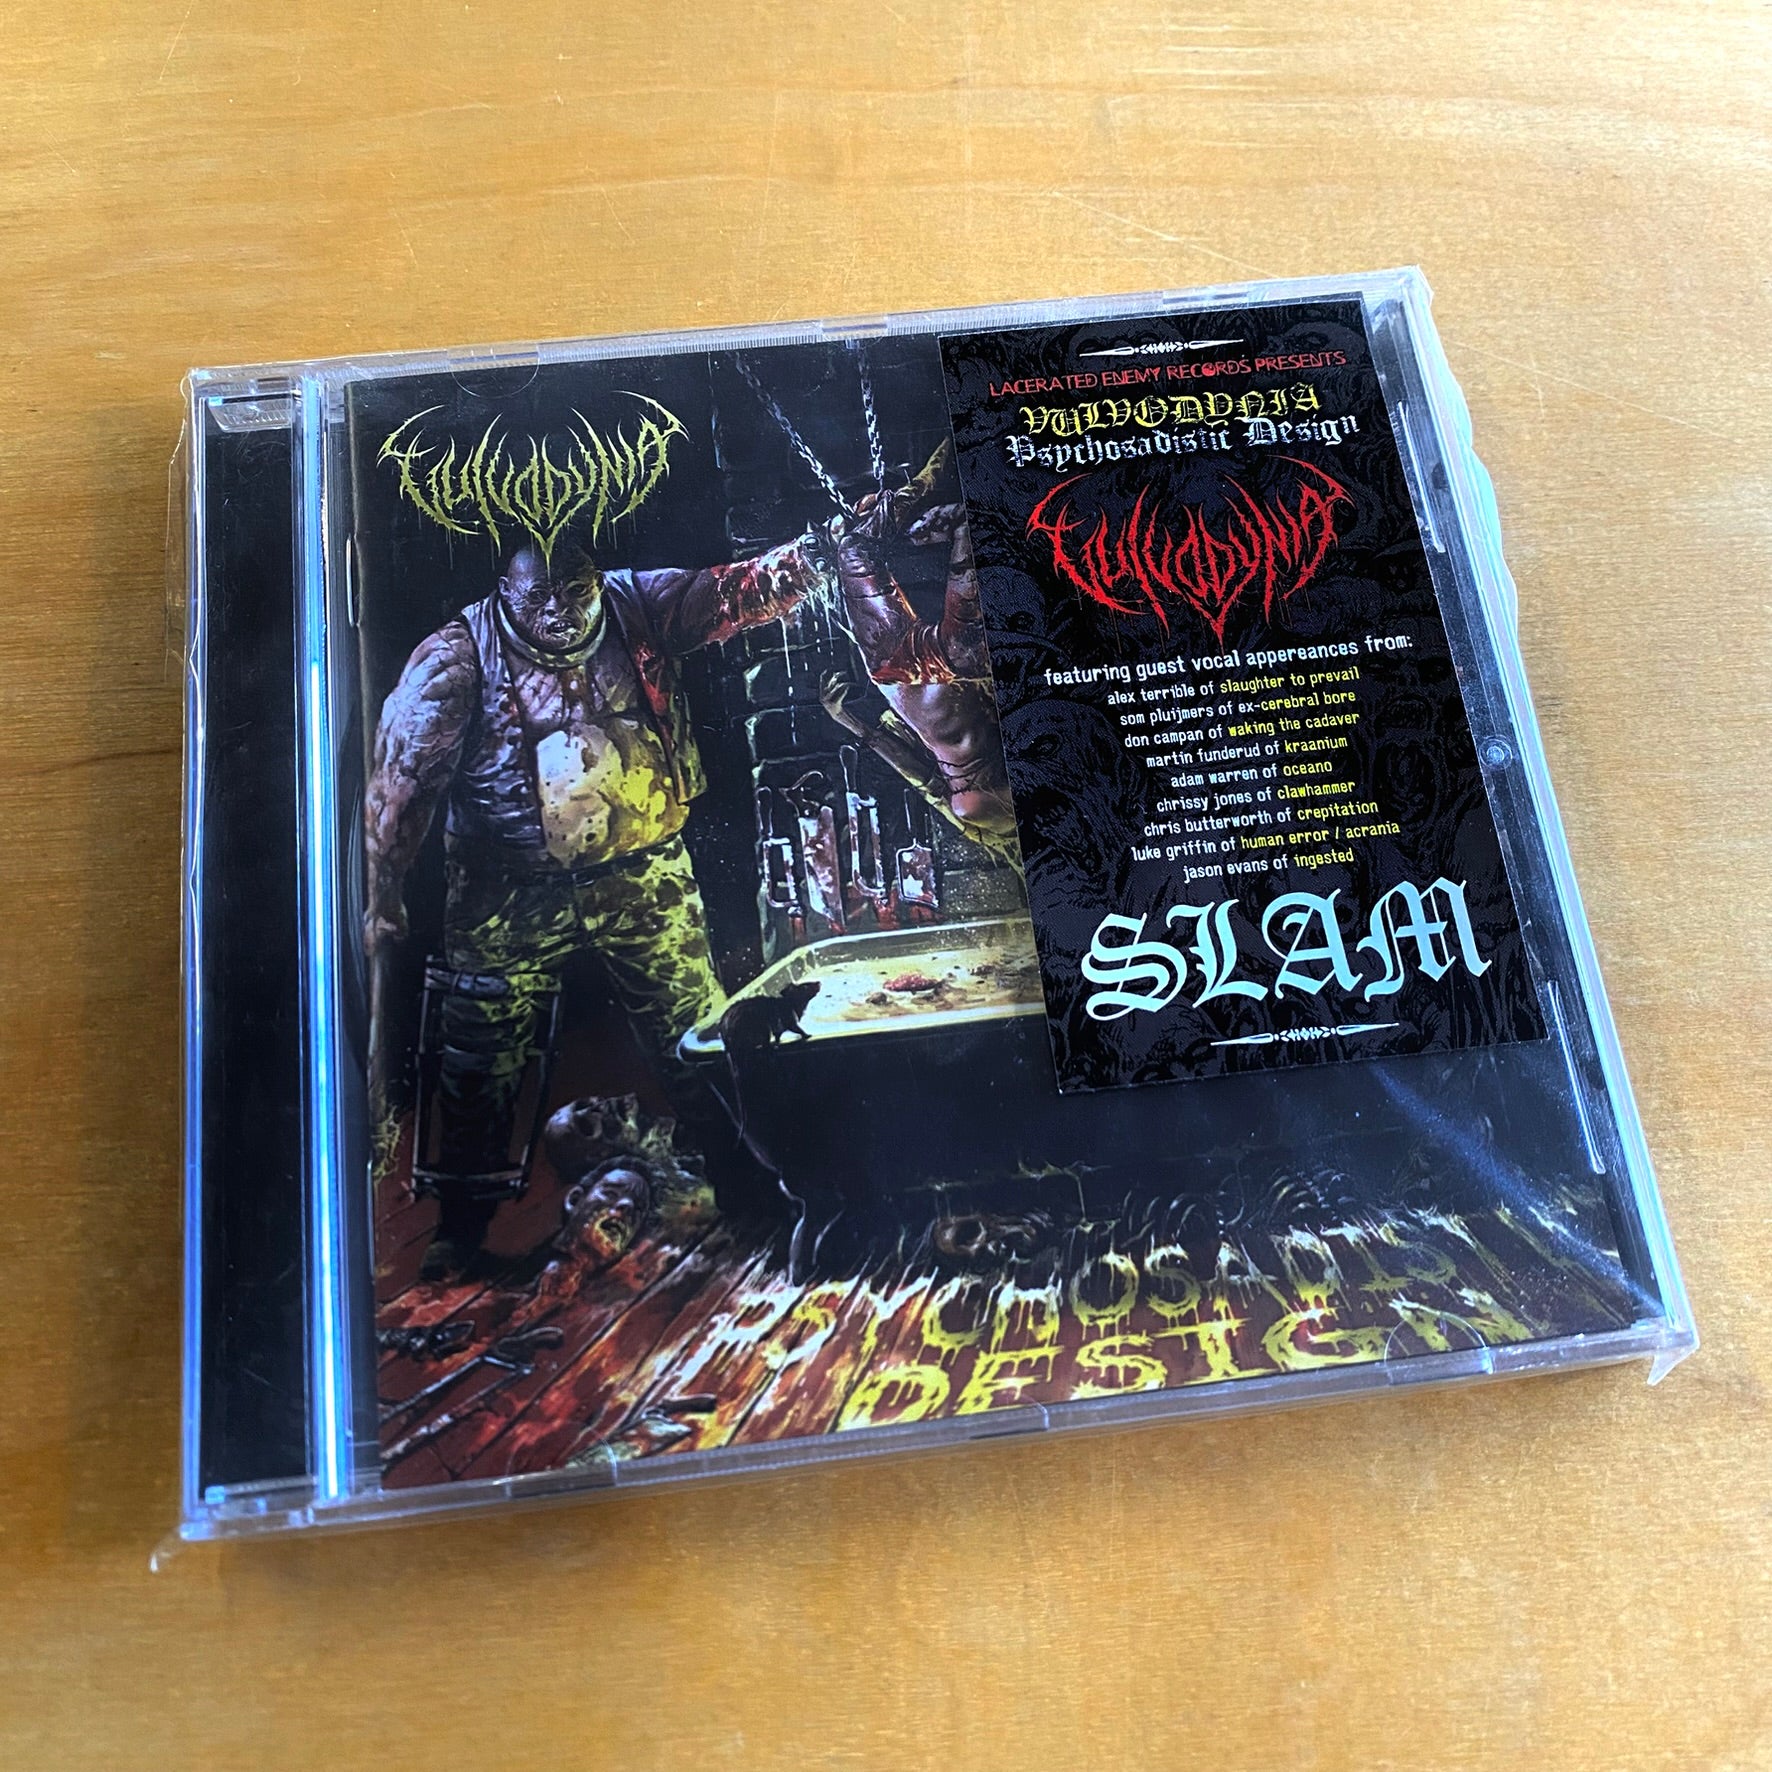 VULVODYNIA
LACERATED ENEMY RECORDS PRESENTS
VULVODYNIA
Psychosadistic Design
VULVODYNIA
featuring guest vocal appereances from:
alex terrible of slaughter to prevail
som pluijmers of ex-cerebral bore
don campan of waking the cadaver
martin funderud of kraanium
adam warren of oceano
chrissy jones of clawhammer
chris butterworth of crepitation
luke griffin of human error / acrania
jason evans of ingested
SLAM
PSYCHOSADISTIC
DESIGN